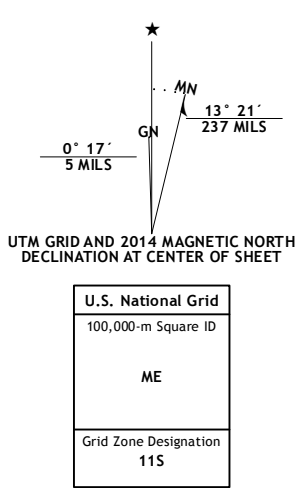 ★
MN
GN
13° 21´
237 MILS
0° 17´
5 MILS
UTM GRID AND 2014 MAGNETIC NORTH
DECLINATION AT CENTER OF SHEET
U.S. National Grid
100,000-m Square ID
ME
Grid Zone Designation
11S